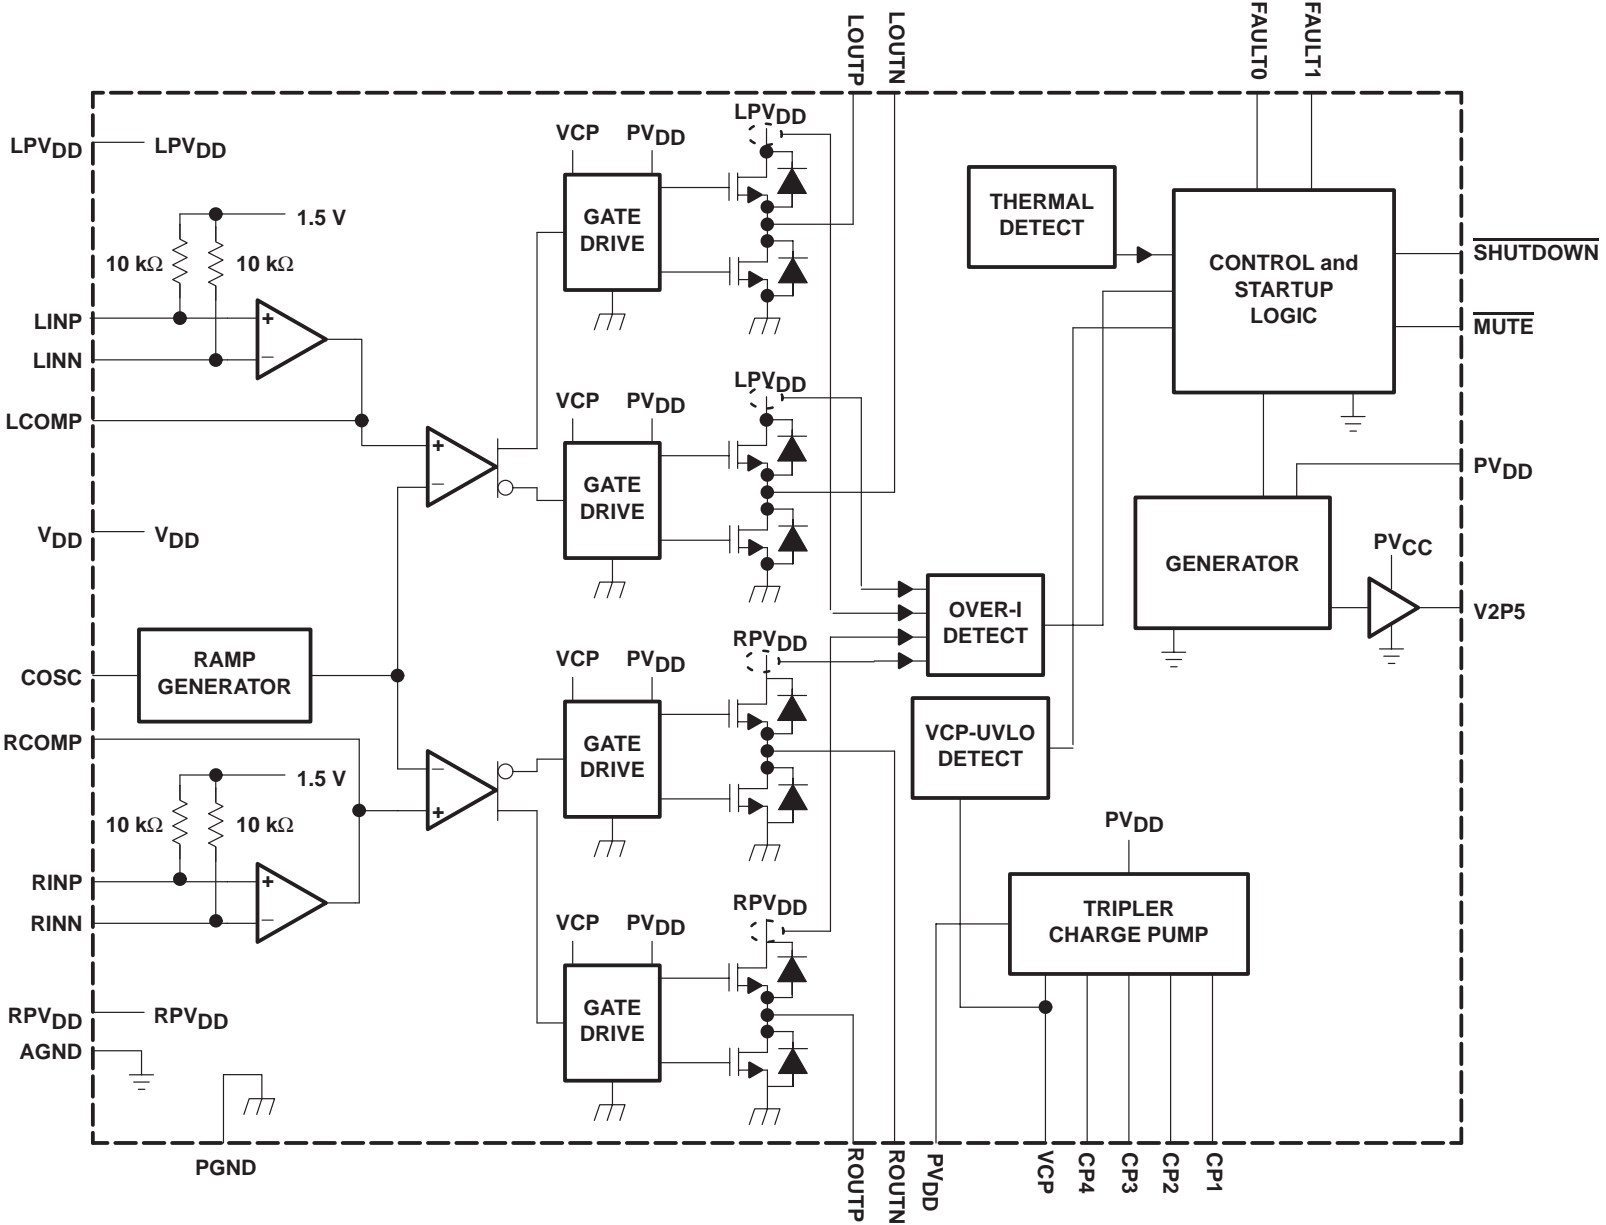 LOUTP
LOUTN
FAULT0
FAULT1
LPVDD
LPVDD
1.5 V
10 kΩ
10 kΩ
LINP
+
LINN
−
LCOMP
+
−
VDD
VDD
COSC
RAMP
GENERATOR
RCOMP
−
+
1.5 V
10 kΩ
10 kΩ
RINP
+
RINN
−
RPVDD
RPVDD
AGND
PGND
VCP
PVDD
LPVDD
GATE
DRIVE
VCP
PVDD
LPVDD
GATE
DRIVE
VCP
PVDD
RPVDD
GATE
DRIVE
VCP
PVDD
RPVDD
GATE
DRIVE
THERMAL
DETECT
CONTROL and
STARTUP
LOGIC
SHUTDOWN
MUTE
PVDD
GENERATOR
PVCC
V2P5
OVER-I
DETECT
VCP-UVLO
DETECT
PVDD
TRIPLER
CHARGE PUMP
ROUTP
ROUTN
PVDD
VCP
CP4
CP3
CP2
CP1